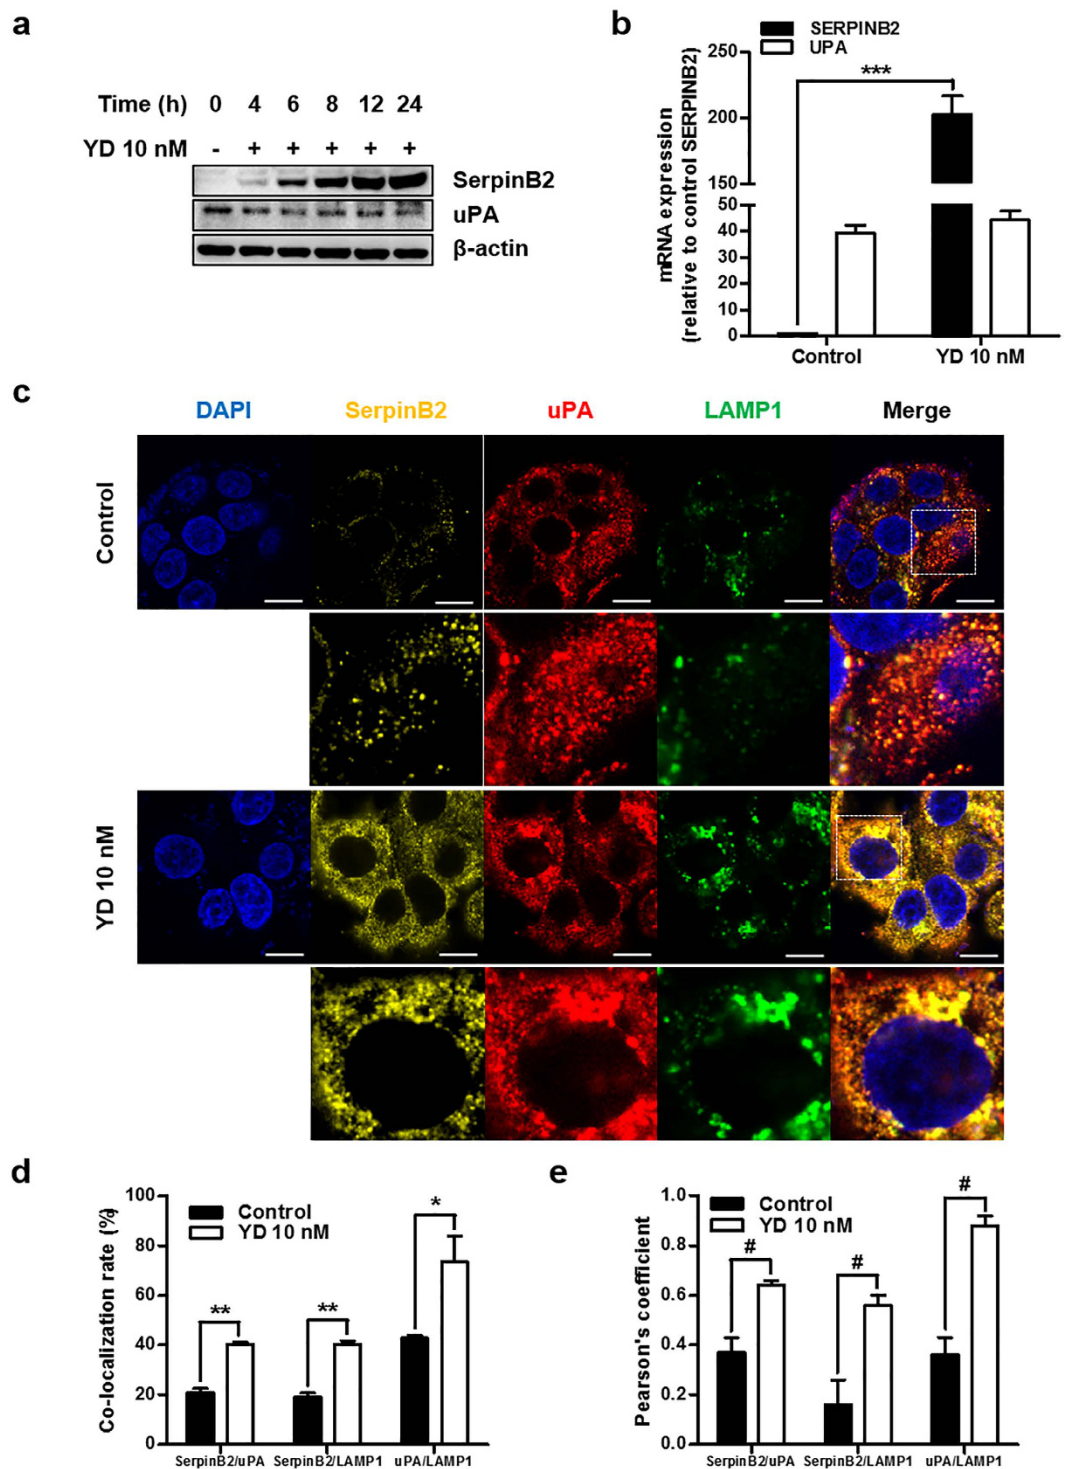 a
Time (h) 0 4 6 8 12 24
YD 10 nM - + + + + +
SerpinB2
uPA
β-actin
b
SERPINB2
UPA
mRNA expression
(relative to control SERPINB2)
250
200
150
50
40
30
20
10
0
***
Control YD 10 nM
c
DAPI SerpinB2 uPA LAMP1 Merge
Control
YD 10 nM
d
Co-localization rate (%)
100
80
60
40
20
0
Control
YD 10 nM
** ** *
SerpinB2/uPA SerpinB2/LAMP1 uPA/LAMP1
e
Pearson's coefficient
1.0
0.8
0.6
0.4
0.2
0.0
Control
YD 10 nM
# # #
SerpinB2/uPA SerpinB2/LAMP1 uPA/LAMP1